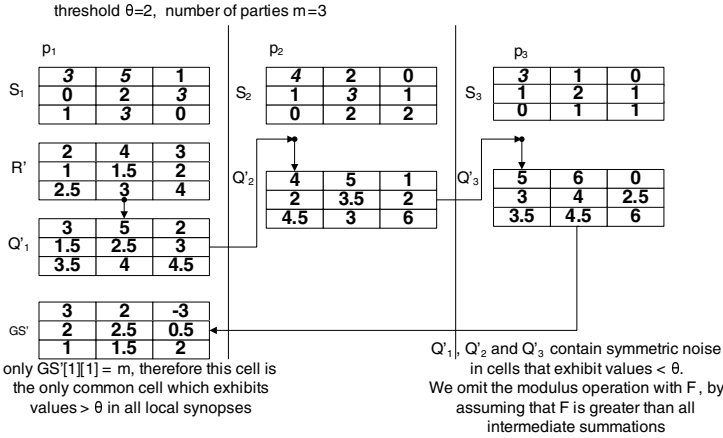 threshold θ=2, number of parties m=3
p1 p2 p3
S1
3 5 1
0 2 3
1 3 0
S2
4 2 0
1 3 1
0 2 2
S3
3 1 0
1 2 1
0 1 1
R'
2 4 3
1 1.5 2
2.5 3 4
Q'1
3 5 2
1.5 2.5 3
3.5 4 4.5
Q'2
4 5 1
2 3.5 2
4.5 3 6
Q'3
5 6 0
3 4 2.5
3.5 4.5 6
GS'
3 2 -3
2 2.5 0.5
1 1.5 2
only GS'[1][1] = m, therefore this cell is
the only common cell which exhibits
values > θ in all local synopses
Q'1, Q'2 and Q'3 contain symmetric noise
in cells that exhibit values < θ.
We omit the modulus operation with F, by
assuming that F is greater than all
intermediate summations